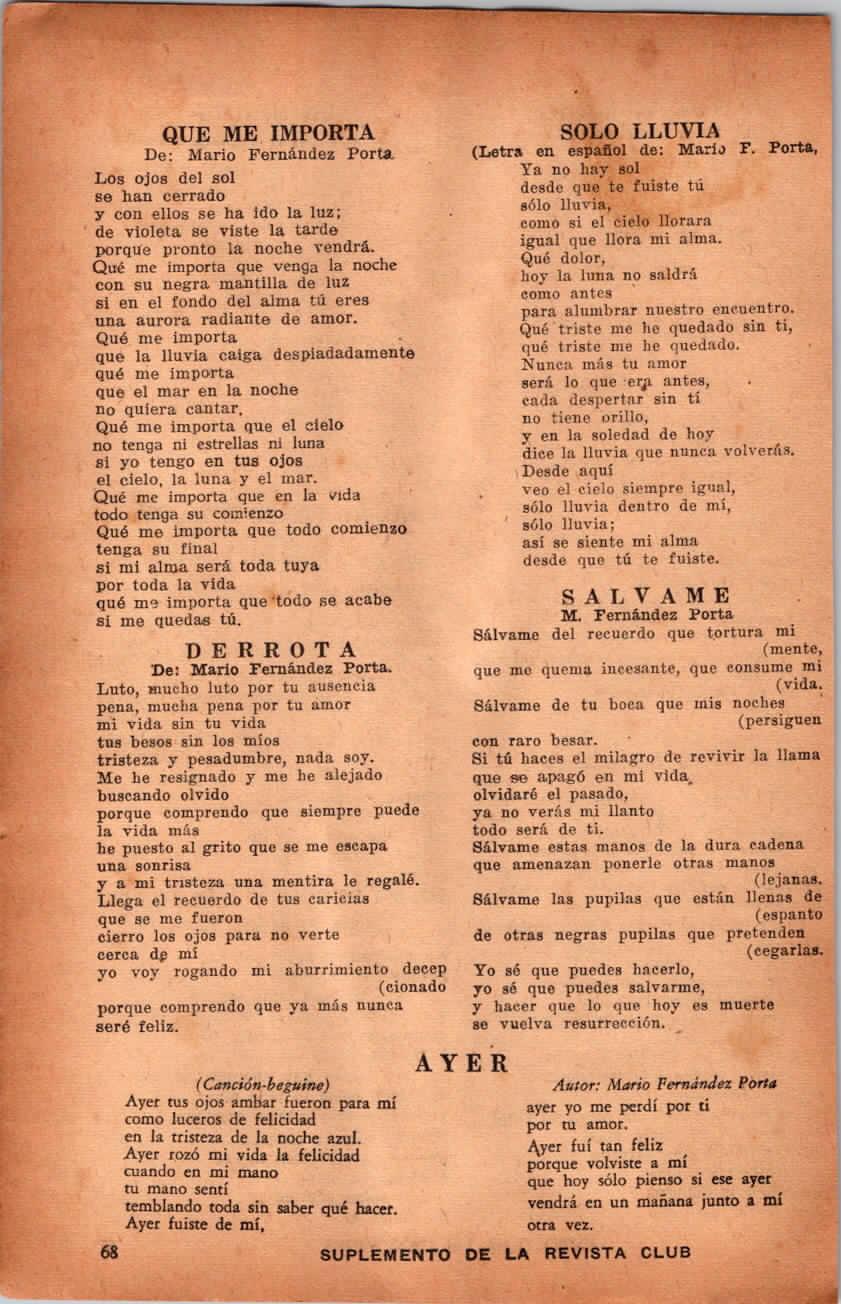 QUE ME IMPORTA
De: Mario Fernández Porta.
Los ojos del sol
se han cerrado
y con ellos se ha ido la luz;
de violeta se viste la tarde
porque pronto la noche vendrá.
Qué me importa que venga la noche
con su negra mantilla de luz
si en el fondo del alma tú eres
una aurora radiante de amor.
Qué me importa
que la lluvia caiga despiadadamente
qué me importa
que el mar en la noche
no quiera cantar.
Qué me importa que el cielo
no tenga ni estrellas ni luna
si yo tengo en tus ojos
el cielo, la luna y el mar.
Qué me importa que en la vida
todo tenga su comienzo
Qué me importa que todo comienzo
tenga su final
si mi alma será toda tuya
por toda la vida
qué me importa que todo se acabe
si me quedas tú.
DERROTA
De: Mario Fernández Porta.
Luto, mucho luto por tu ausencia
pena, mucha pena por tu amor
mi vida sin tu vida
tus besos sin los míos
tristeza y pesadumbre, nada soy.
Me he resignado y me he alejado
buscando olvido
porque comprendo que siempre puede
la vida más
he puesto al grito que se me escapa
una sonrisa
y a mi tristeza una mentira le regalé.
Llega el recuerdo de tus caricias
que se me fueron
cierro los ojos para no verte
cerca de mí
yo voy rogando mi aburrimiento decep
(cionado
porque comprendo que ya más nunca
seré feliz.
SOLO LLUVIA
(Letra en español de: Mario F. Porta,
Ya no hay sol
desde que te fuiste tú
sólo lluvia,
como si el cielo llorara
igual que llora mi alma.
Qué dolor,
hoy la luna no saldrá
como antes
para alumbrar nuestro encuentro.
Qué triste me he quedado sin ti,
qué triste me he quedado.
Nunca más tu amor
será lo que era antes,
cada despertar sin tí
no tiene orillo,
y en la soledad de hoy
dice la lluvia que nunca volverás.
Desde aquí
veo el cielo siempre igual,
sólo lluvia dentro de mí,
sólo lluvia;
así se siente mi alma
desde que tú te fuiste.
SALVAME
M. Fernández Porta
Sálvame del recuerdo que tortura mi
(mente,
que me quema incesante, que consume mi
(vida.
Sálvame de tu boca que mis noches
(persiguen
con raro besar.
Si tú haces el milagro de revivir la llama
que se apagó en mi vida,
olvidaré el pasado,
ya no verás mi llanto
todo será de ti.
Sálvame estas manos de la dura cadena
que amenazan ponerle otras manos
(lejanas.
Sálvame las pupilas que están llenas de
(espanto
de otras negras pupilas que pretenden
(cegarlas.
Yo sé que puedes hacerlo,
yo sé que puedes salvarme,
y hacer que lo que hoy es muerte
se vuelva resurrección.
AYER
(Canción-beguine)
Ayer tus ojos ambar fueron para mí
como luceros de felicidad
en la tristeza de la noche azul.
Ayer rozó mi vida la felicidad
cuando en mi mano
tu mano sentí
temblando toda sin saber qué hacer.
Ayer fuiste de mí,
Autor: Mario Fernández Porta
ayer yo me perdí por ti
por tu amor.
Ayer fuí tan feliz
porque volviste a mí
que hoy sólo pienso si ese ayer
vendrá en un mañana junto a mí
otra vez.
68
SUPLEMENTO DE LA REVISTA CLUB